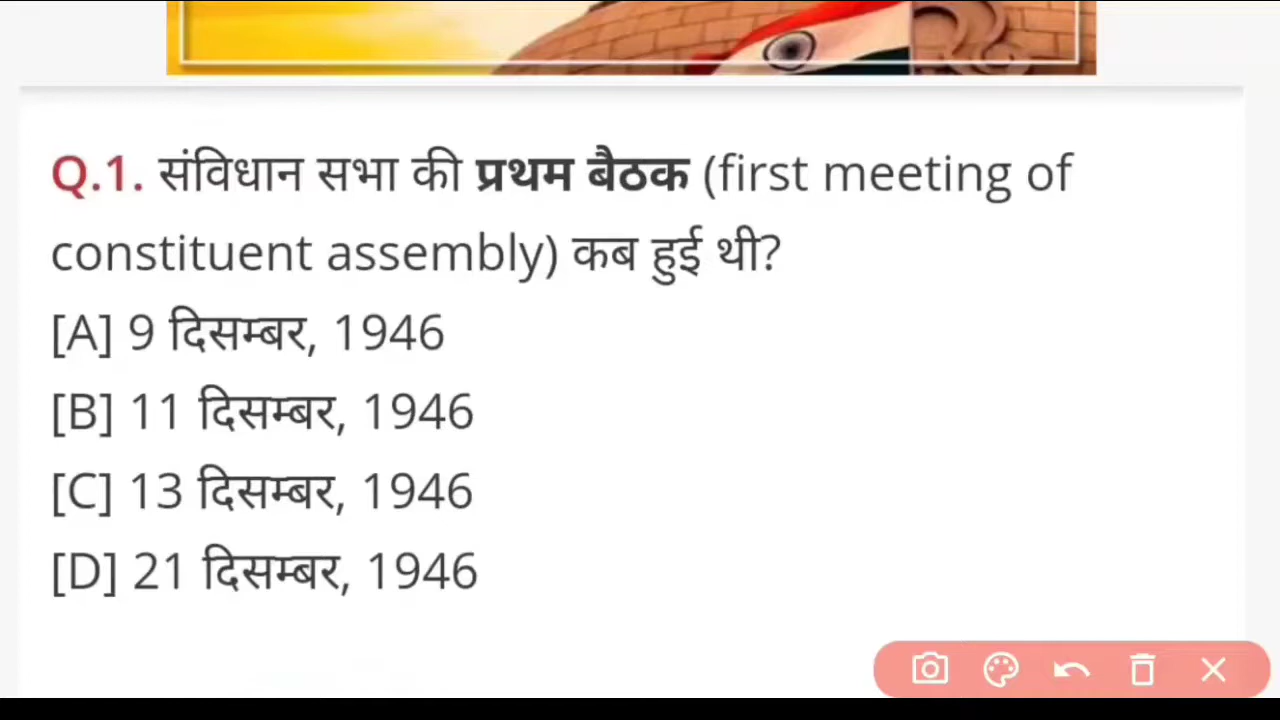 Q.1. संविधान सभा की प्रथम बैठक (first meeting of
constituent assembly) कब हुई थी?
[A] 9 दिसम्बर, 1946
[B] 11 दिसम्बर, 1946
[C] 13 दिसम्बर, 1946
[D] 21 दिसम्बर, 1946